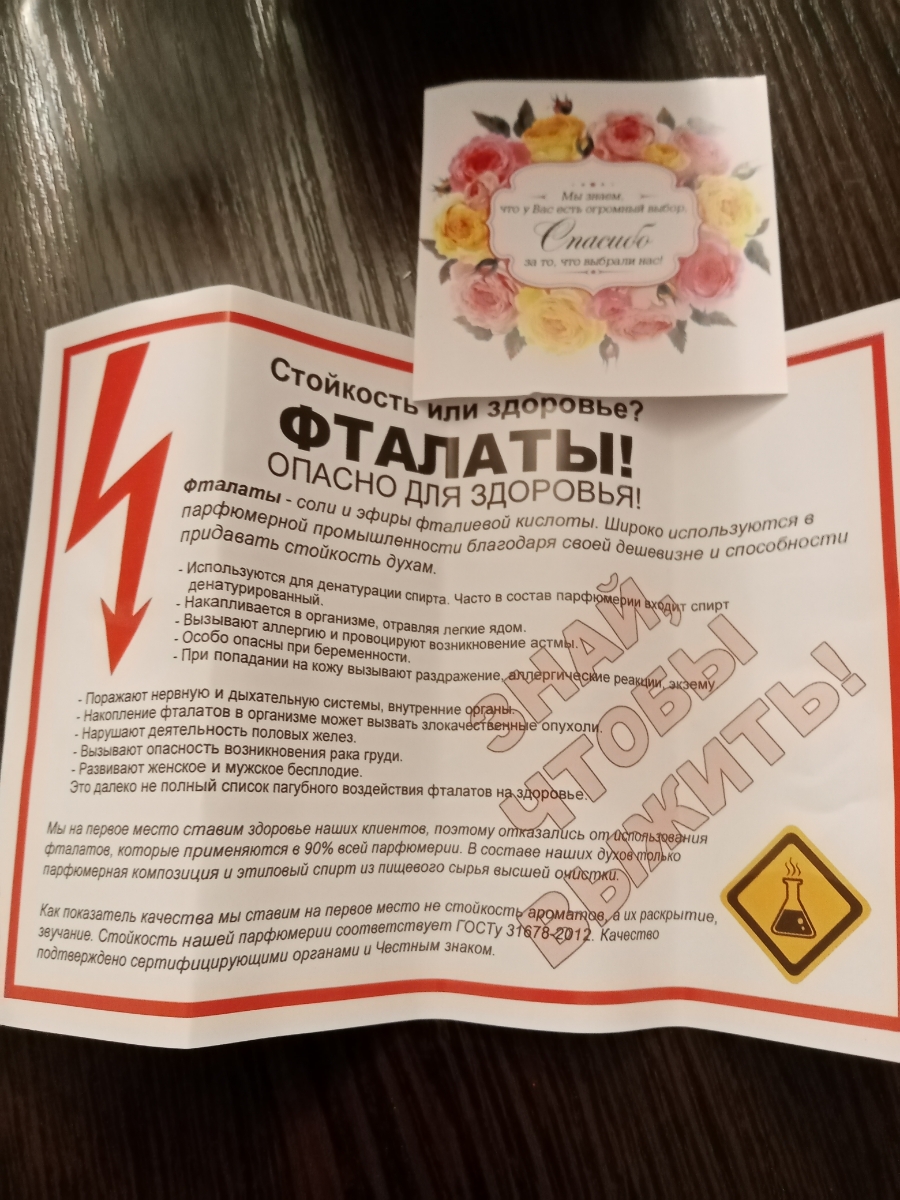 Мы знаем,
что у Вас есть огромный выбор,
Спасибо
за то, что выбрали нас!
Стойкость или здоровье?
ФТАЛАТЫ!
ОПАСНО ДЛЯ ЗДОРОВЬЯ!
Фталаты - соли и эфиры фталиевой кислоты. Широко используются в
парфюмерной промышленности благодаря своей дешевизне и способности
придавать стойкость духам.
- Используются для денатурации спирта. Часто в состав парфюмерии входит спирт
денатурированный.
- Накапливается в организме, отравляя легкие ядом.
- Вызывают аллергию и провоцируют возникновение астмы.
- Особо опасны при беременности.
- При попадании на кожу вызывают раздражение, аллергические реакции, экзему
- Поражают нервную и дыхательную системы, внутренние органы.
- Накопление фталатов в организме может вызвать злокачественные опухоли.
- Нарушают деятельность половых желез.
- Вызывают опасность возникновения рака груди.
- Развивают женское и мужское бесплодие.
Это далеко не полный список пагубного воздействия фталатов на здоровье.
ЗНАЙ,
ЧТОБЫ
ВЫЖИТЬ!
Мы на первое место ставим здоровье наших клиентов, поэтому отказались от использования
фталатов, которые применяются в 90% всей парфюмерии. В составе наших духов только
парфюмерная композиция и этиловый спирт из пищевого сырья высшей очистки.
Как показатель качества мы ставим на первое место не стойкость ароматов, а их раскрытие,
звучание. Стойкость нашей парфюмерии соответствует ГОСТу 31678-2012. Качество
подтверждено сертифицирующими органами и Честным знаком.